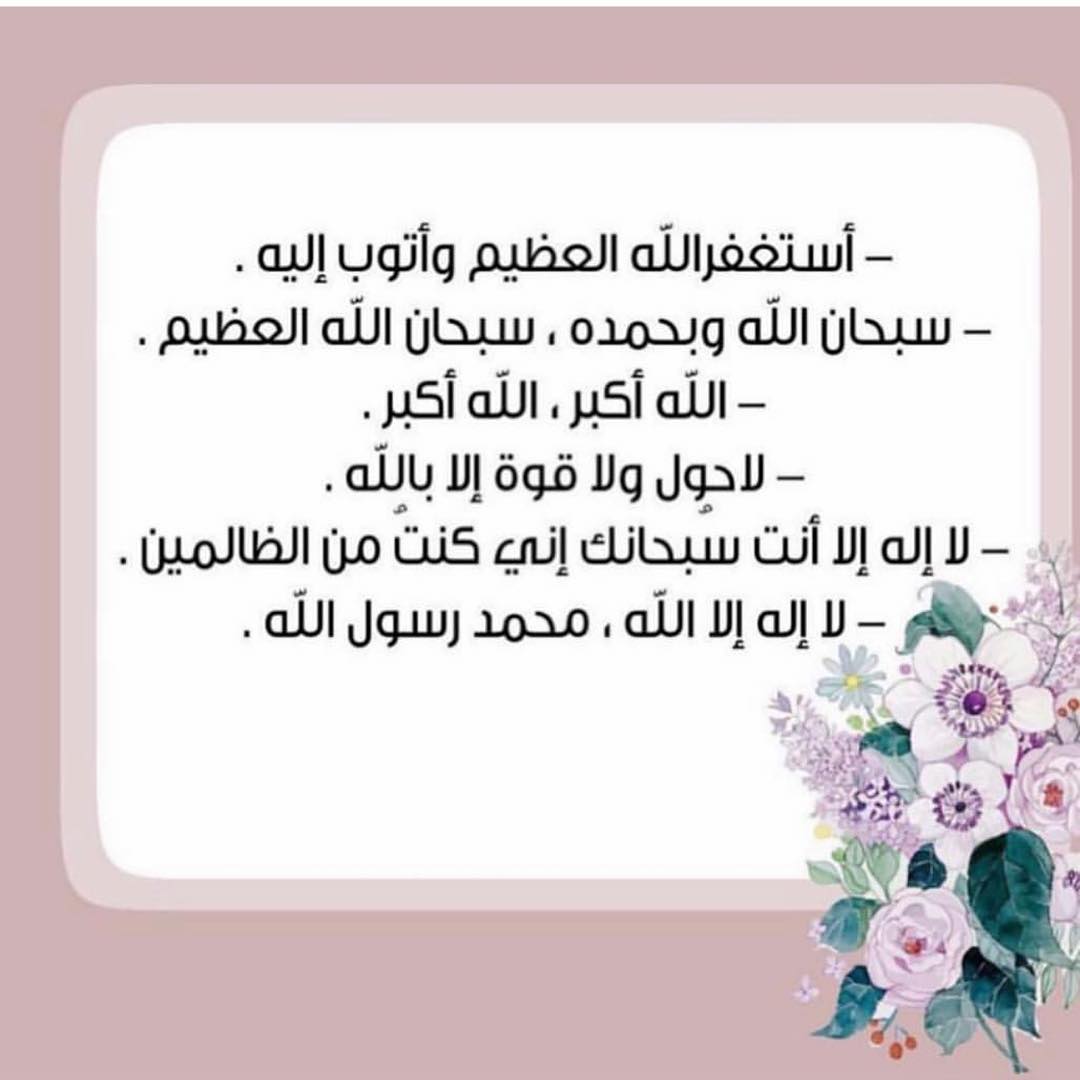 – أستغفرالله العظيم وأتوب إليه .
– سبحان الله وبحمده ، سبحان الله العظيم .
– الله أكبر ، الله أكبر .
– لاحول ولا قوة إلا بالله .
– لا إله إلا أنت سبحانك إني كنت من الظالمين .
– لا إله إلا الله ، محمد رسول الله .